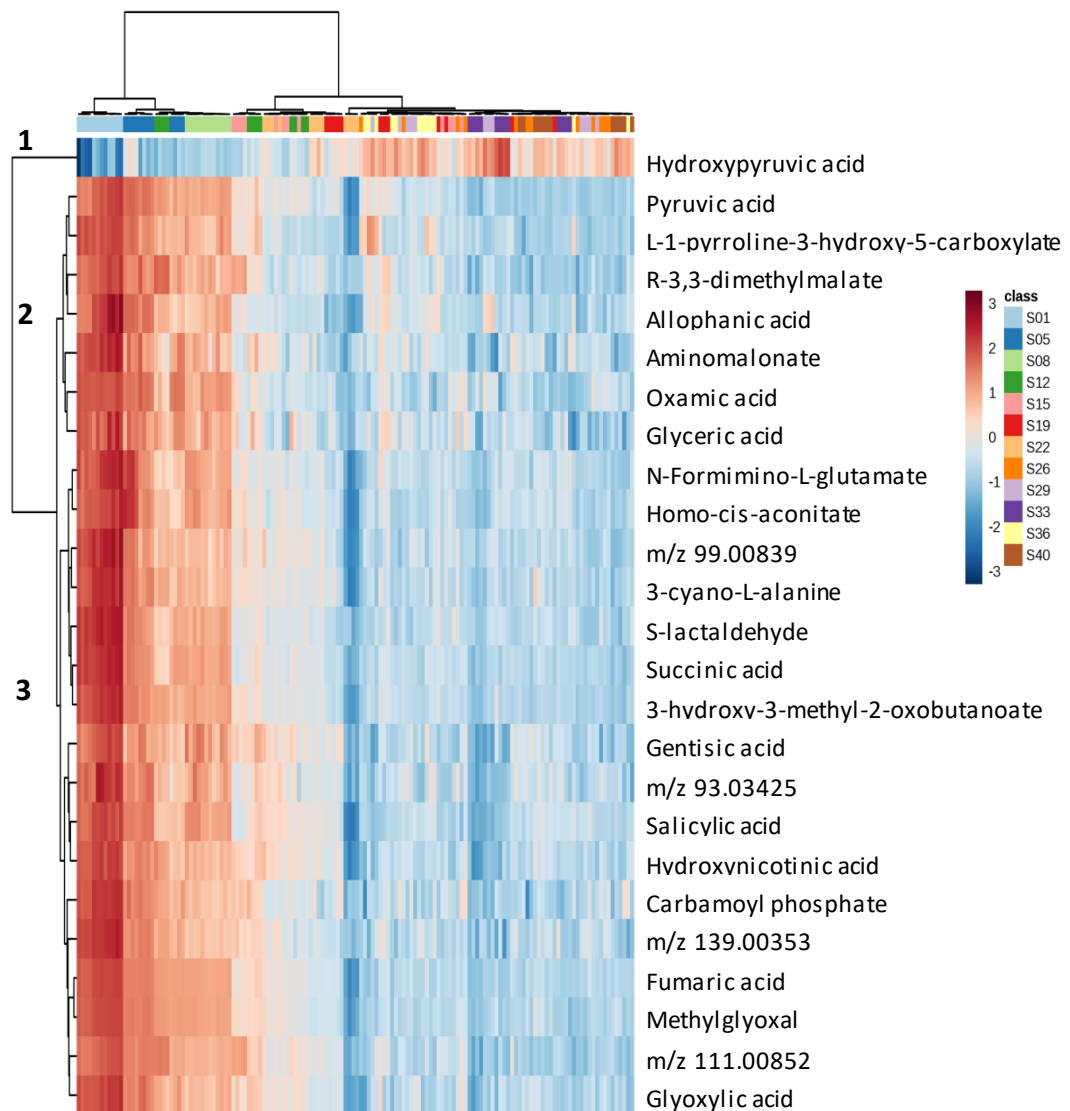 1
Hydroxypyruvic acid
Pyruvic acid
L-1-pyrroline-3-hydroxy-5-carboxylate
R-3,3-dimethylmalate
2
Allophanic acid
Aminomalonate
Oxamic acid
Glyceric acid
N-Formimino-L-glutamate
Homo-cis-aconitate
m/z 99.00839
3-cyano-L-alanine
S-lactaldehyde
Succinic acid
3
3-hydroxy-3-methyl-2-oxobutanoate
Gentisic acid
m/z 93.03425
Salicylic acid
Hydroxynicotinic acid
Carbamoyl phosphate
m/z 139.00353
Fumaric acid
Methylglyoxal
m/z 111.00852
Glyoxylic acid
3
2
1
0
-1
-2
-3
class
S01
S05
S08
S12
S15
S19
S22
S26
S29
S33
S36
S40